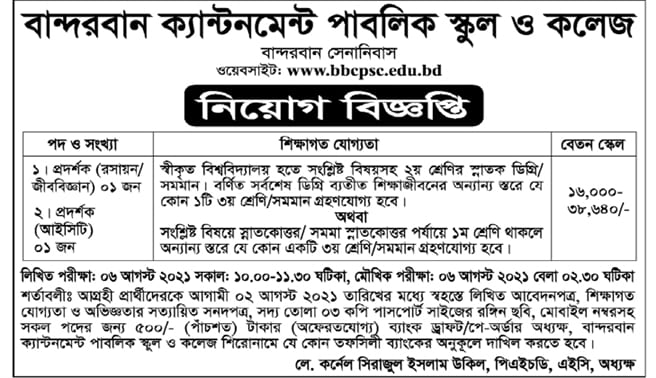 বান্দরবান ক্যান্টনমেন্ট পাবলিক স্কুল ও কলেজ
বান্দরবান সেনানিবাস
ওয়েবসাইট: www.bbcpsc.edu.bd
নিয়োগ বিজ্ঞপ্তি
পদ ও সংখ্যা
শিক্ষাগত যোগ্যতা
বেতন স্কেল
১। প্রদর্শক (রসায়ন/
জীববিজ্ঞান) ০১ জন
২। প্রদর্শক
(আইসিটি)
০১ জন
স্বীকৃত বিশ্ববিদ্যালয় হতে সংশ্লিষ্ট বিষয়সহ ২য় শ্রেণির স্নাতক ডিগ্রি/
সমমান। বর্ণিত সর্বশেষ ডিগ্রি ব্যতীত শিক্ষাজীবনের অন্যান্য স্তরে যে
কোন ১টি ৩য় শ্রেণি/সমমান গ্রহণযোগ্য হবে।
অথবা
সংশ্লিষ্ট বিষয়ে স্নাতকোত্তর/ সমমা স্নাতকোত্তর পর্যায়ে ১ম শ্রেণি থাকলে
অন্যান্য স্তরে যে কোন একটি ৩য় শ্রেণি/সমমান গ্রহণযোগ্য হবে।
১৬,০০০-
৩৮,৬৪০/-
লিখিত পরীক্ষা: ০৬ আগস্ট ২০২১ সকাল: ১০.০০-১১.৩০ ঘটিকা, মৌখিক পরীক্ষা: ০৬ আগস্ট ২০২১ বেলা ০২.৩০ ঘটিকা
শর্তাবলীঃ আগ্রহী প্রার্থীদেরকে আগামী ০২ আগস্ট ২০২১ তারিখের মধ্যে স্বহস্তে লিখিত আবেদনপত্র, শিক্ষাগত
যোগ্যতা ও অভিজ্ঞতার সত্যায়িত সনদপত্র, সদ্য তোলা ০৩ কপি পাসপোর্ট সাইজের রঙ্গিন ছবি, মোবাইল নম্বরসহ
সকল পদের জন্য ৫০০/- (পাঁচশত) টাকার (অফেরতযোগ্য) ব্যাংক ড্রাফট/পে-অর্ডার অধ্যক্ষ, বান্দরবান
ক্যান্টনমেন্ট পাবলিক স্কুল ও কলেজ শিরোনামে যে কোন তফসিলী ব্যাংকের অনুকূলে দাখিল করতে হবে।
লে. কর্নেল সিরাজুল ইসলাম উকিল, পিএইচডি, এইসি, অধ্যক্ষ